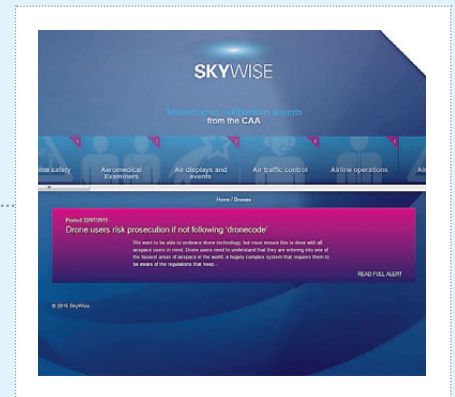 SKYWISE
Tailored news, notifications & alerts
from the CAA
ne safety
Aeromedical
Examiners
Air displays and
events
Air traffic control
Airline operations
Home / Drones
Posted 22/07/2015
Drone users risk prosecution if not following 'dronecode'
We want to be able to embrace drone technology, but must ensure this is done with all
airspace users in mind. Drone users need to understand that they are entering into one of
the busiest areas of airspace in the world, a hugely complex system that requires them to
be aware of the regulations that keep...
READ FULL ALERT
© 2016 SkyWise